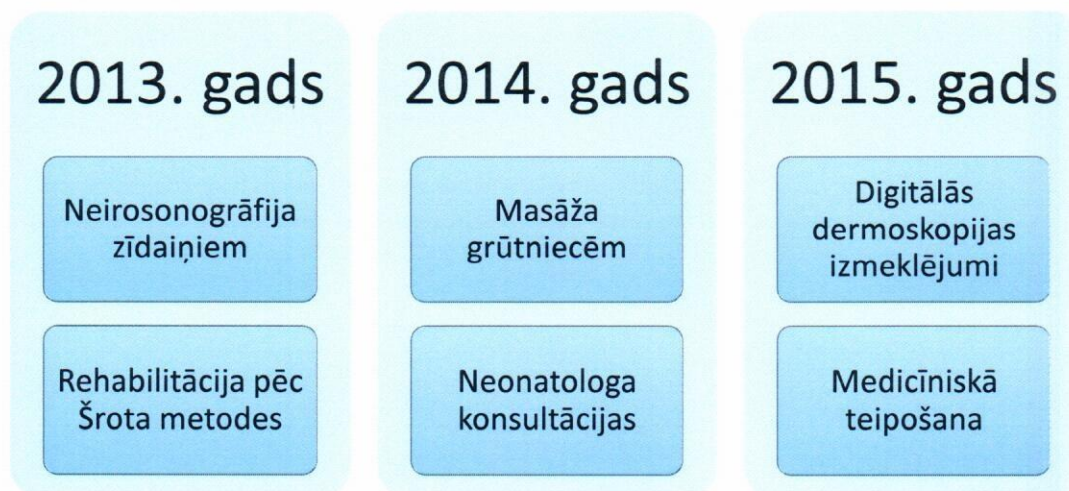 2013. gads
Neirosonogrāfija
zīdaiņiem
Rehabilitācija pēc
Šrota metodes
2014. gads
Masāža
grūtniecēm
Neonatologa
konsultācijas
2015. gads
Digitālās
dermoskopijas
izmeklējumi
Medicīniskā
teipošana